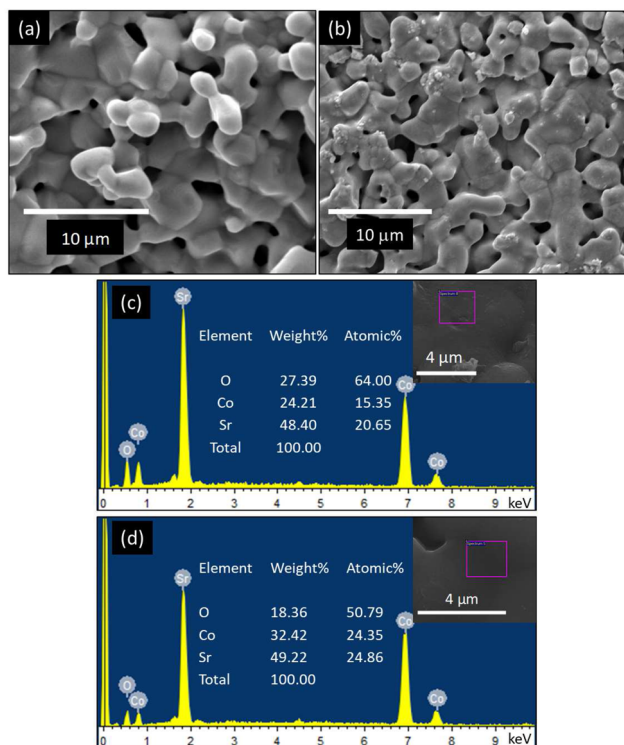 (a)
(b)
10 µm
10 µm
(c)
Sr
Element Weight% Atomic%
O 27.39 64.00
Co 24.21 15.35
Sr 48.40 20.65
Total 100.00
4 µm
Co
Co
O
Co
0 1 2 3 4 5 6 7 8 9 keV
(d)
Sr
Element Weight% Atomic%
O 18.36 50.79
Co 32.42 24.35
Sr 49.22 24.86
Total 100.00
4 µm
Co
O
Co
Co
0 1 2 3 4 5 6 7 8 9 keV